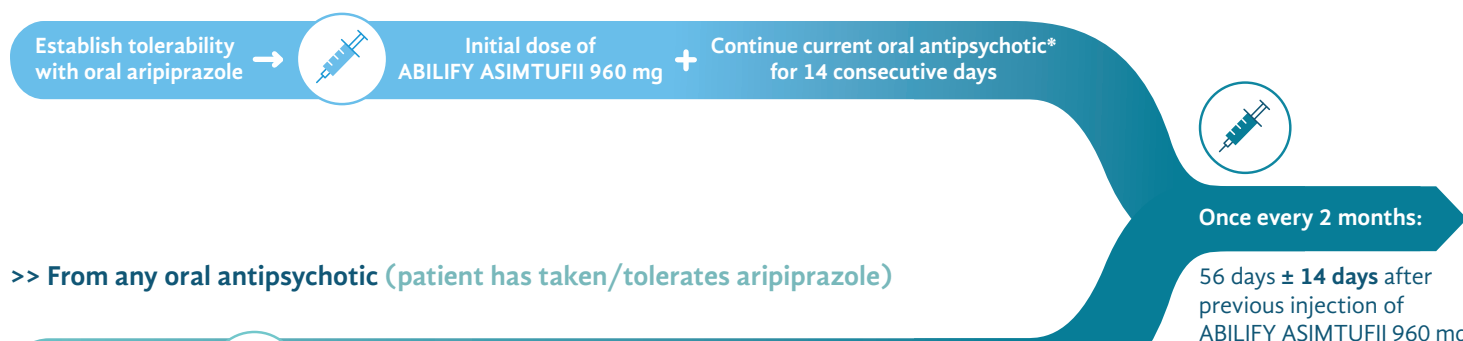 Establish tolerability
with oral aripiprazole
Initial dose of
ABILIFY ASIMTUFII 960 mg
+
Continue current oral antipsychotic*
for 14 consecutive days
Once every 2 months:
>> From any oral antipsychotic (patient has taken/tolerates aripiprazole)
56 days ± 14 days after
previous injection of
ABILIFY ASIMTUFII 960 mg